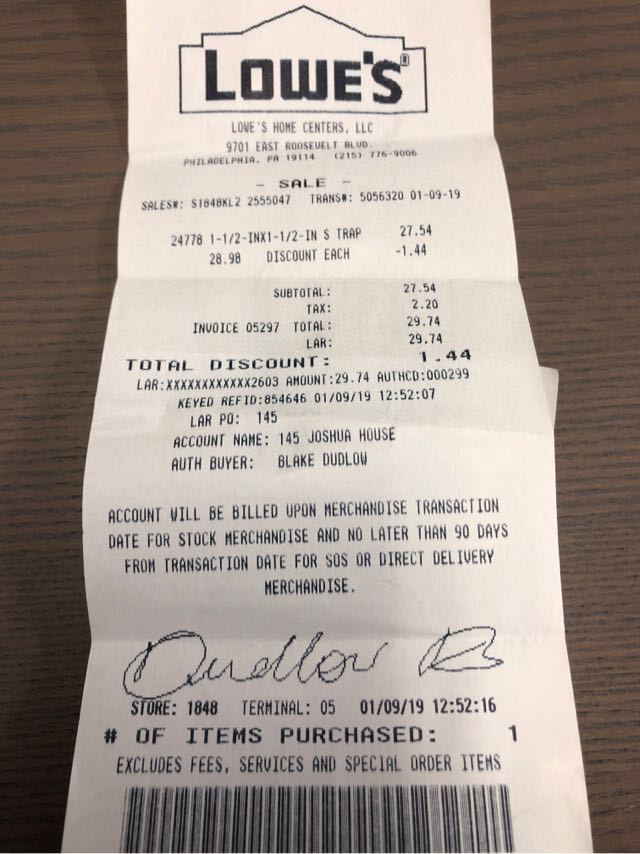 LOWE'S®
LOWE'S HOME CENTERS, LLC
9701 EAST ROOSEVELT BLVD.
PHILADELPHIA, PA 19114 (215) 776-9006
- SALE -
SALES#: S1848KL2 2555047 TRANS#: 5056320 01-09-19
24778 1-1/2-INX1-1/2-IN S TRAP 27.54
28.98 DISCOUNT EACH -1.44
SUBTOTAL: 27.54
TAX: 2.20
INVOICE 05297 TOTAL: 29.74
LAR: 29.74
TOTAL DISCOUNT: 1.44
LAR:XXXXXXXXXXXX2603 AMOUNT:29.74 AUTHCD:000299
KEYED REFID:854646 01/09/19 12:52:07
LAR PO: 145
ACCOUNT NAME: 145 JOSHUA HOUSE
AUTH BUYER: BLAKE DUDLOW
ACCOUNT WILL BE BILLED UPON MERCHANDISE TRANSACTION
DATE FOR STOCK MERCHANDISE AND NO LATER THAN 90 DAYS
FROM TRANSACTION DATE FOR SOS OR DIRECT DELIVERY
MERCHANDISE.
Dudlow B
STORE: 1848 TERMINAL: 05 01/09/19 12:52:16
# OF ITEMS PURCHASED: 1
EXCLUDES FEES, SERVICES AND SPECIAL ORDER ITEMS